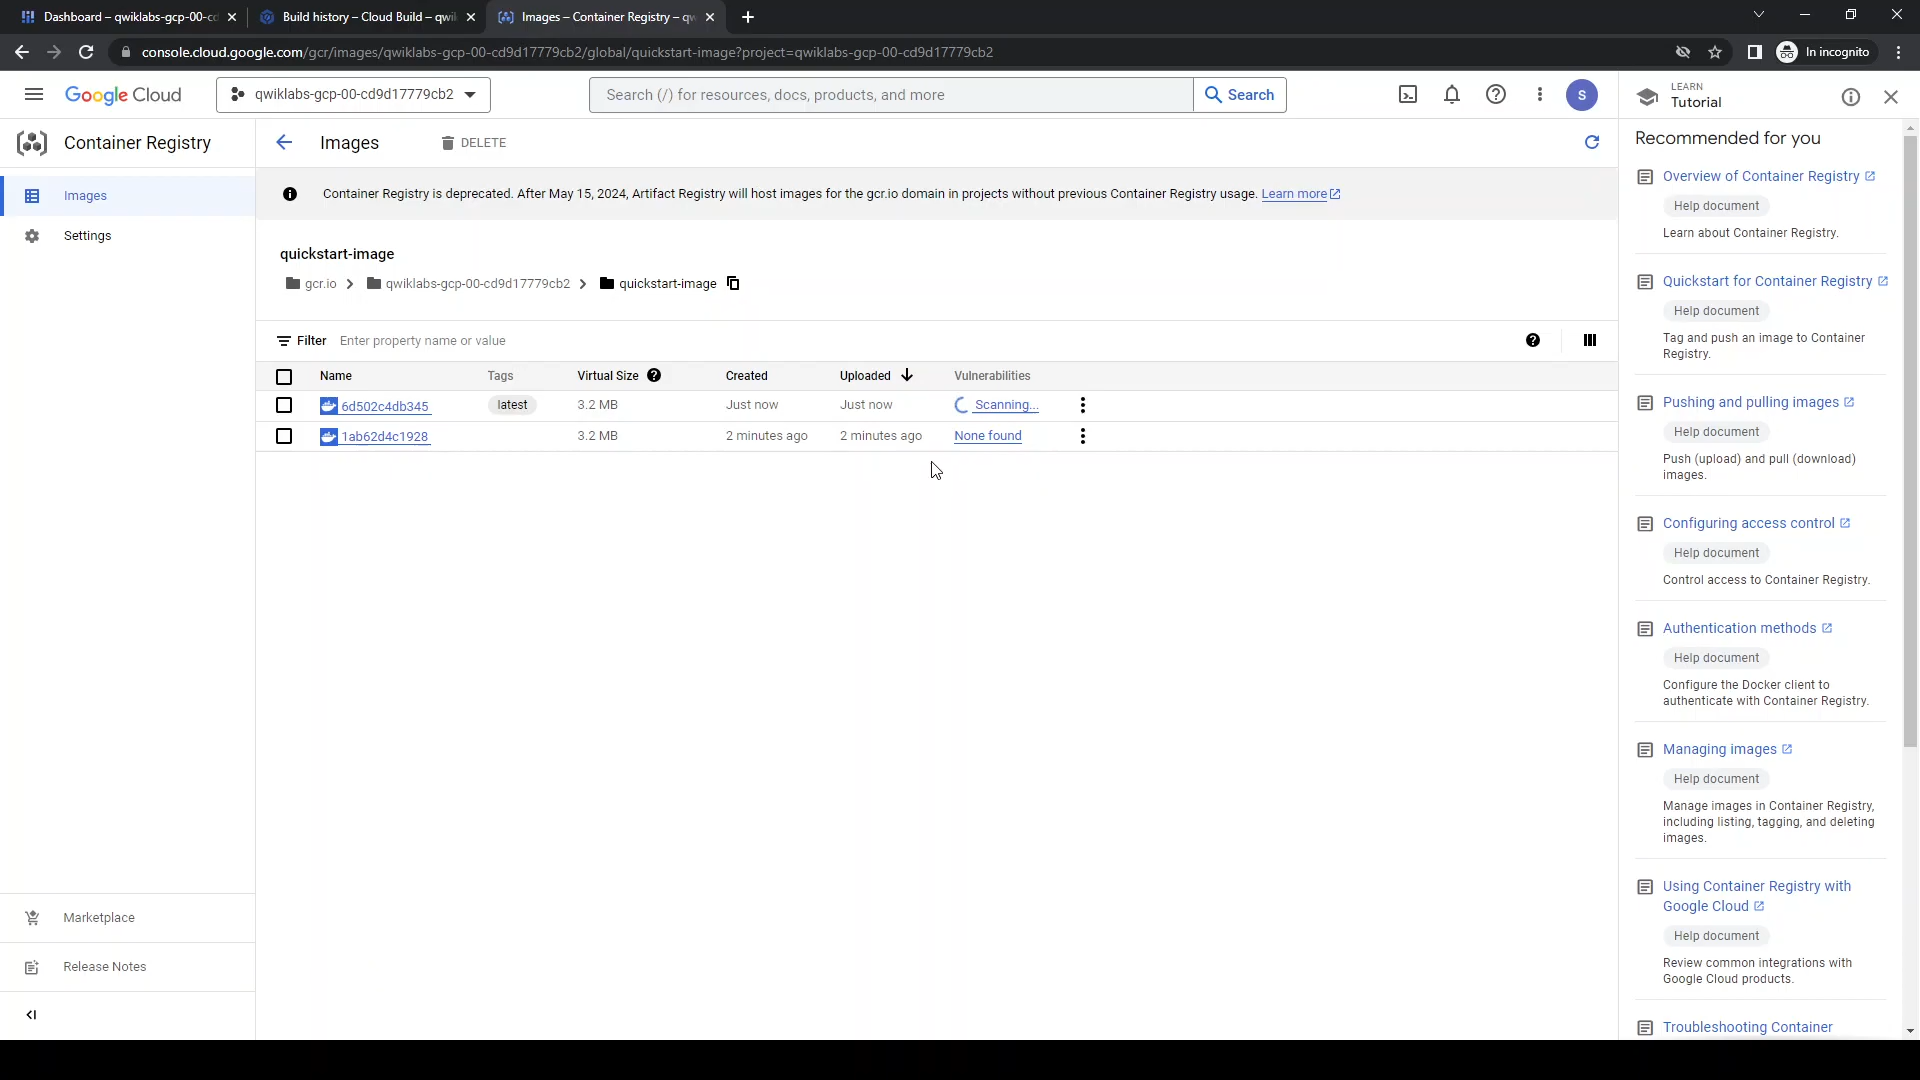 Dashboard – qwiklabs-gcp-00-cd
Build history – Cloud Build – qwi
Images – Container Registry – qw
console.cloud.google.com/gcr/images/qwiklabs-gcp-00-cd9d17779cb2/global/quickstart-image?project=qwiklabs-gcp-00-cd9d17779cb2
In incognito
Google Cloud
qwiklabs-gcp-00-cd9d17779cb2
Search (/) for resources, docs, products, and more
Search
S
LEARN
Tutorial
Container Registry
Images
DELETE
Recommended for you
Images
Settings
Container Registry is deprecated. After May 15, 2024, Artifact Registry will host images for the gcr.io domain in projects without previous Container Registry usage. Learn more
quickstart-image
gcr.io
qwiklabs-gcp-00-cd9d17779cb2
quickstart-image
Filter
Enter property name or value
Name
Tags
Virtual Size
Created
Uploaded
Vulnerabilities
6d502c4db345
latest
3.2 MB
Just now
Just now
Scanning...
1ab62d4c1928
3.2 MB
2 minutes ago
2 minutes ago
None found
Overview of Container Registry
Help document
Learn about Container Registry.
Quickstart for Container Registry
Help document
Tag and push an image to Container
Registry.
Pushing and pulling images
Help document
Push (upload) and pull (download)
images.
Configuring access control
Help document
Control access to Container Registry.
Authentication methods
Help document
Configure the Docker client to
authenticate with Container Registry.
Managing images
Help document
Manage images in Container Registry,
including listing, tagging, and deleting
images.
Using Container Registry with
Google Cloud
Help document
Review common integrations with
Google Cloud products.
Troubleshooting Container
Marketplace
Release Notes